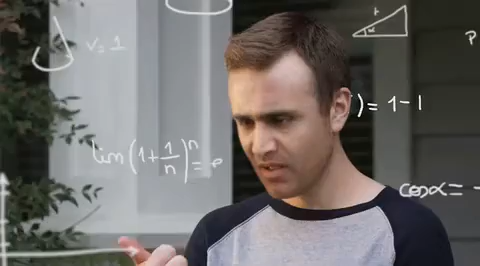 V=1
r
α
P
) = 1-1
lim(1+1/n)^n = e
cosα = -